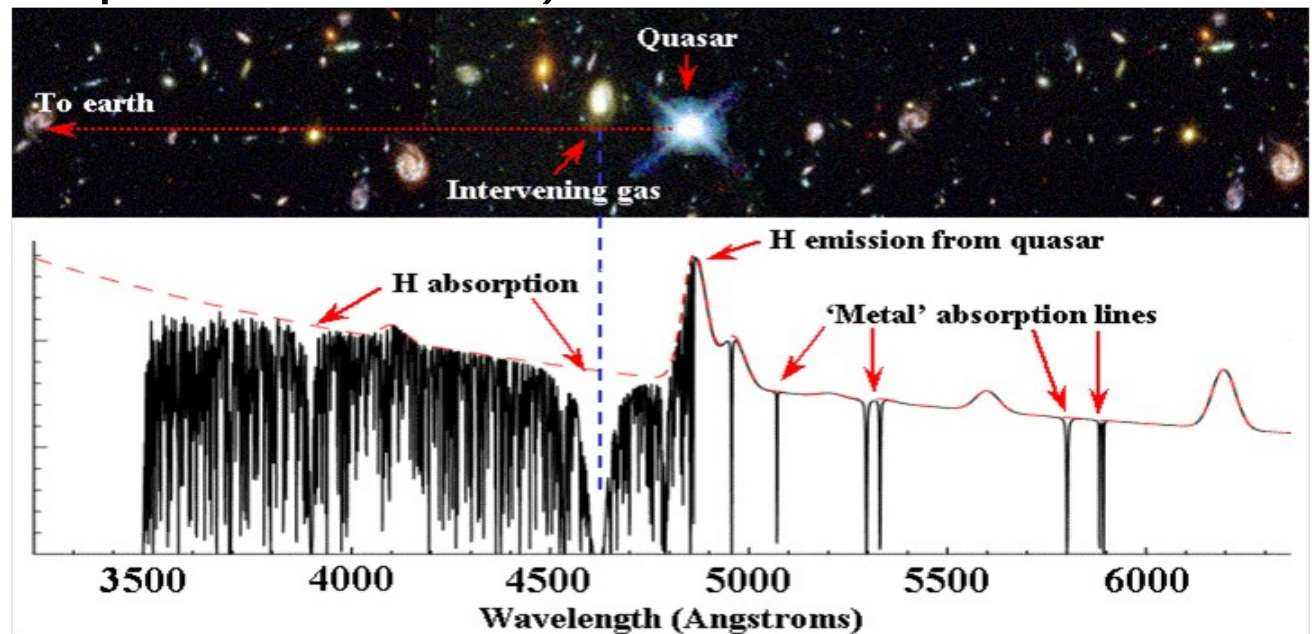 Quasar
To earth
Intervening gas
H emission from quasar
H absorption
‘Metal’ absorption lines
3500 4000 4500 5000 5500 6000
Wavelength (Angstroms)